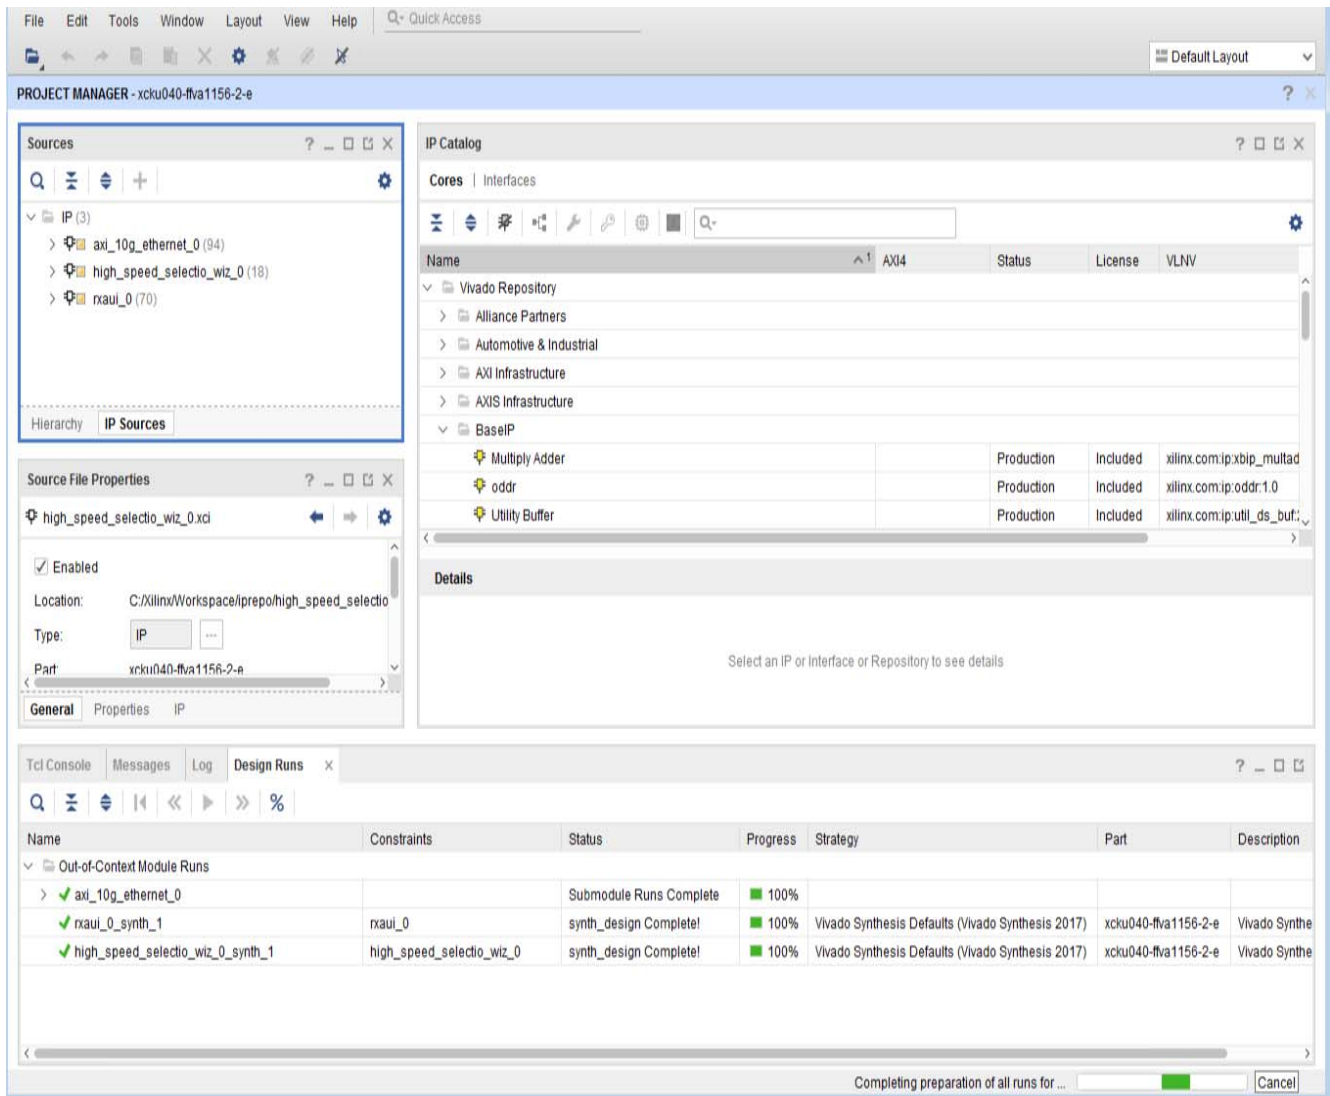 File Edit Tools Window Layout View Help Quick Access
Default Layout
PROJECT MANAGER - xcku040-ffva1156-2-e ?
Sources ?
IP (3)
axi_10g_ethernet_0 (94)
high_speed_selectio_wiz_0 (18)
rxaui_0 (70)
Hierarchy IP Sources
Source File Properties ?
high_speed_selectio_wiz_0.xci
Enabled
Location: C:/Xilinx/Workspace/iprepo/high_speed_selectio
Type: IP ...
Part: xcku040-ffva1156-2-e
General Properties IP
IP Catalog ?
Cores | Interfaces
Name 1 AXI4 Status License VLNV
Vivado Repository
Alliance Partners
Automotive & Industrial
AXI Infrastructure
AXIS Infrastructure
BaseIP
Multiply Adder Production Included xilinx.com:ip:xbip_multad
oddr Production Included xilinx.com:ip:oddr:1.0
Utility Buffer Production Included xilinx.com:ip:util_ds_buf:
Details
Select an IP or Interface or Repository to see details
Tcl Console Messages Log Design Runs ?
%
Name Constraints Status Progress Strategy Part Description
Out-of-Context Module Runs
axi_10g_ethernet_0 Submodule Runs Complete 100%
rxaui_0_synth_1 rxaui_0 synth_design Complete! 100% Vivado Synthesis Defaults (Vivado Synthesis 2017) xcku040-ffva1156-2-e Vivado Synthe
high_speed_selectio_wiz_0_synth_1 high_speed_selectio_wiz_0 synth_design Complete! 100% Vivado Synthesis Defaults (Vivado Synthesis 2017) xcku040-ffva1156-2-e Vivado Synthe
Completing preparation of all runs for ... Cancel